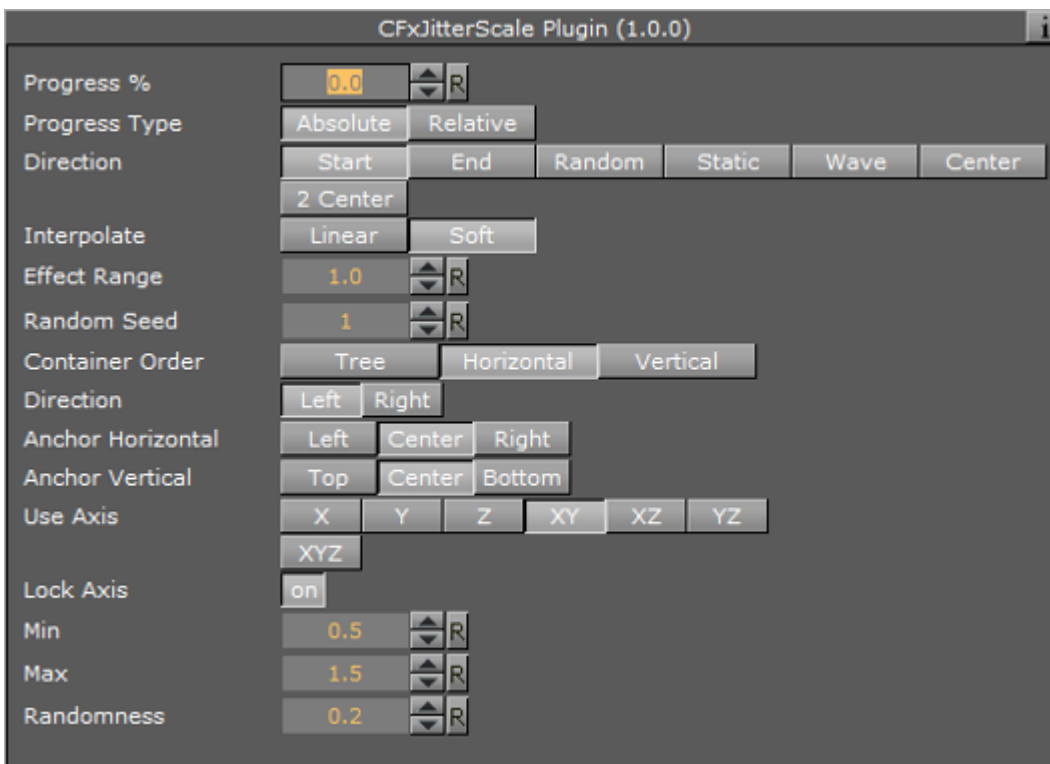 CFxJitterScale Plugin (1.0.0) i
Progress % 0.0 R
Progress Type Absolute Relative
Direction Start End Random Static Wave Center
2 Center
Interpolate Linear Soft
Effect Range 1.0 R
Random Seed 1 R
Container Order Tree Horizontal Vertical
Direction Left Right
Anchor Horizontal Left Center Right
Anchor Vertical Top Center Bottom
Use Axis X Y Z XY XZ YZ
XYZ
Lock Axis on
Min 0.5 R
Max 1.5 R
Randomness 0.2 R